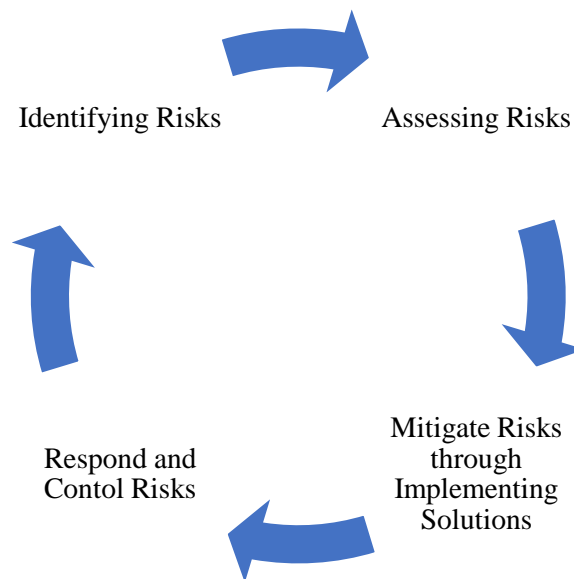 Identifying Risks
Assessing Risks
Mitigate Risks
through
Implementing
Solutions
Respond and
Contol Risks